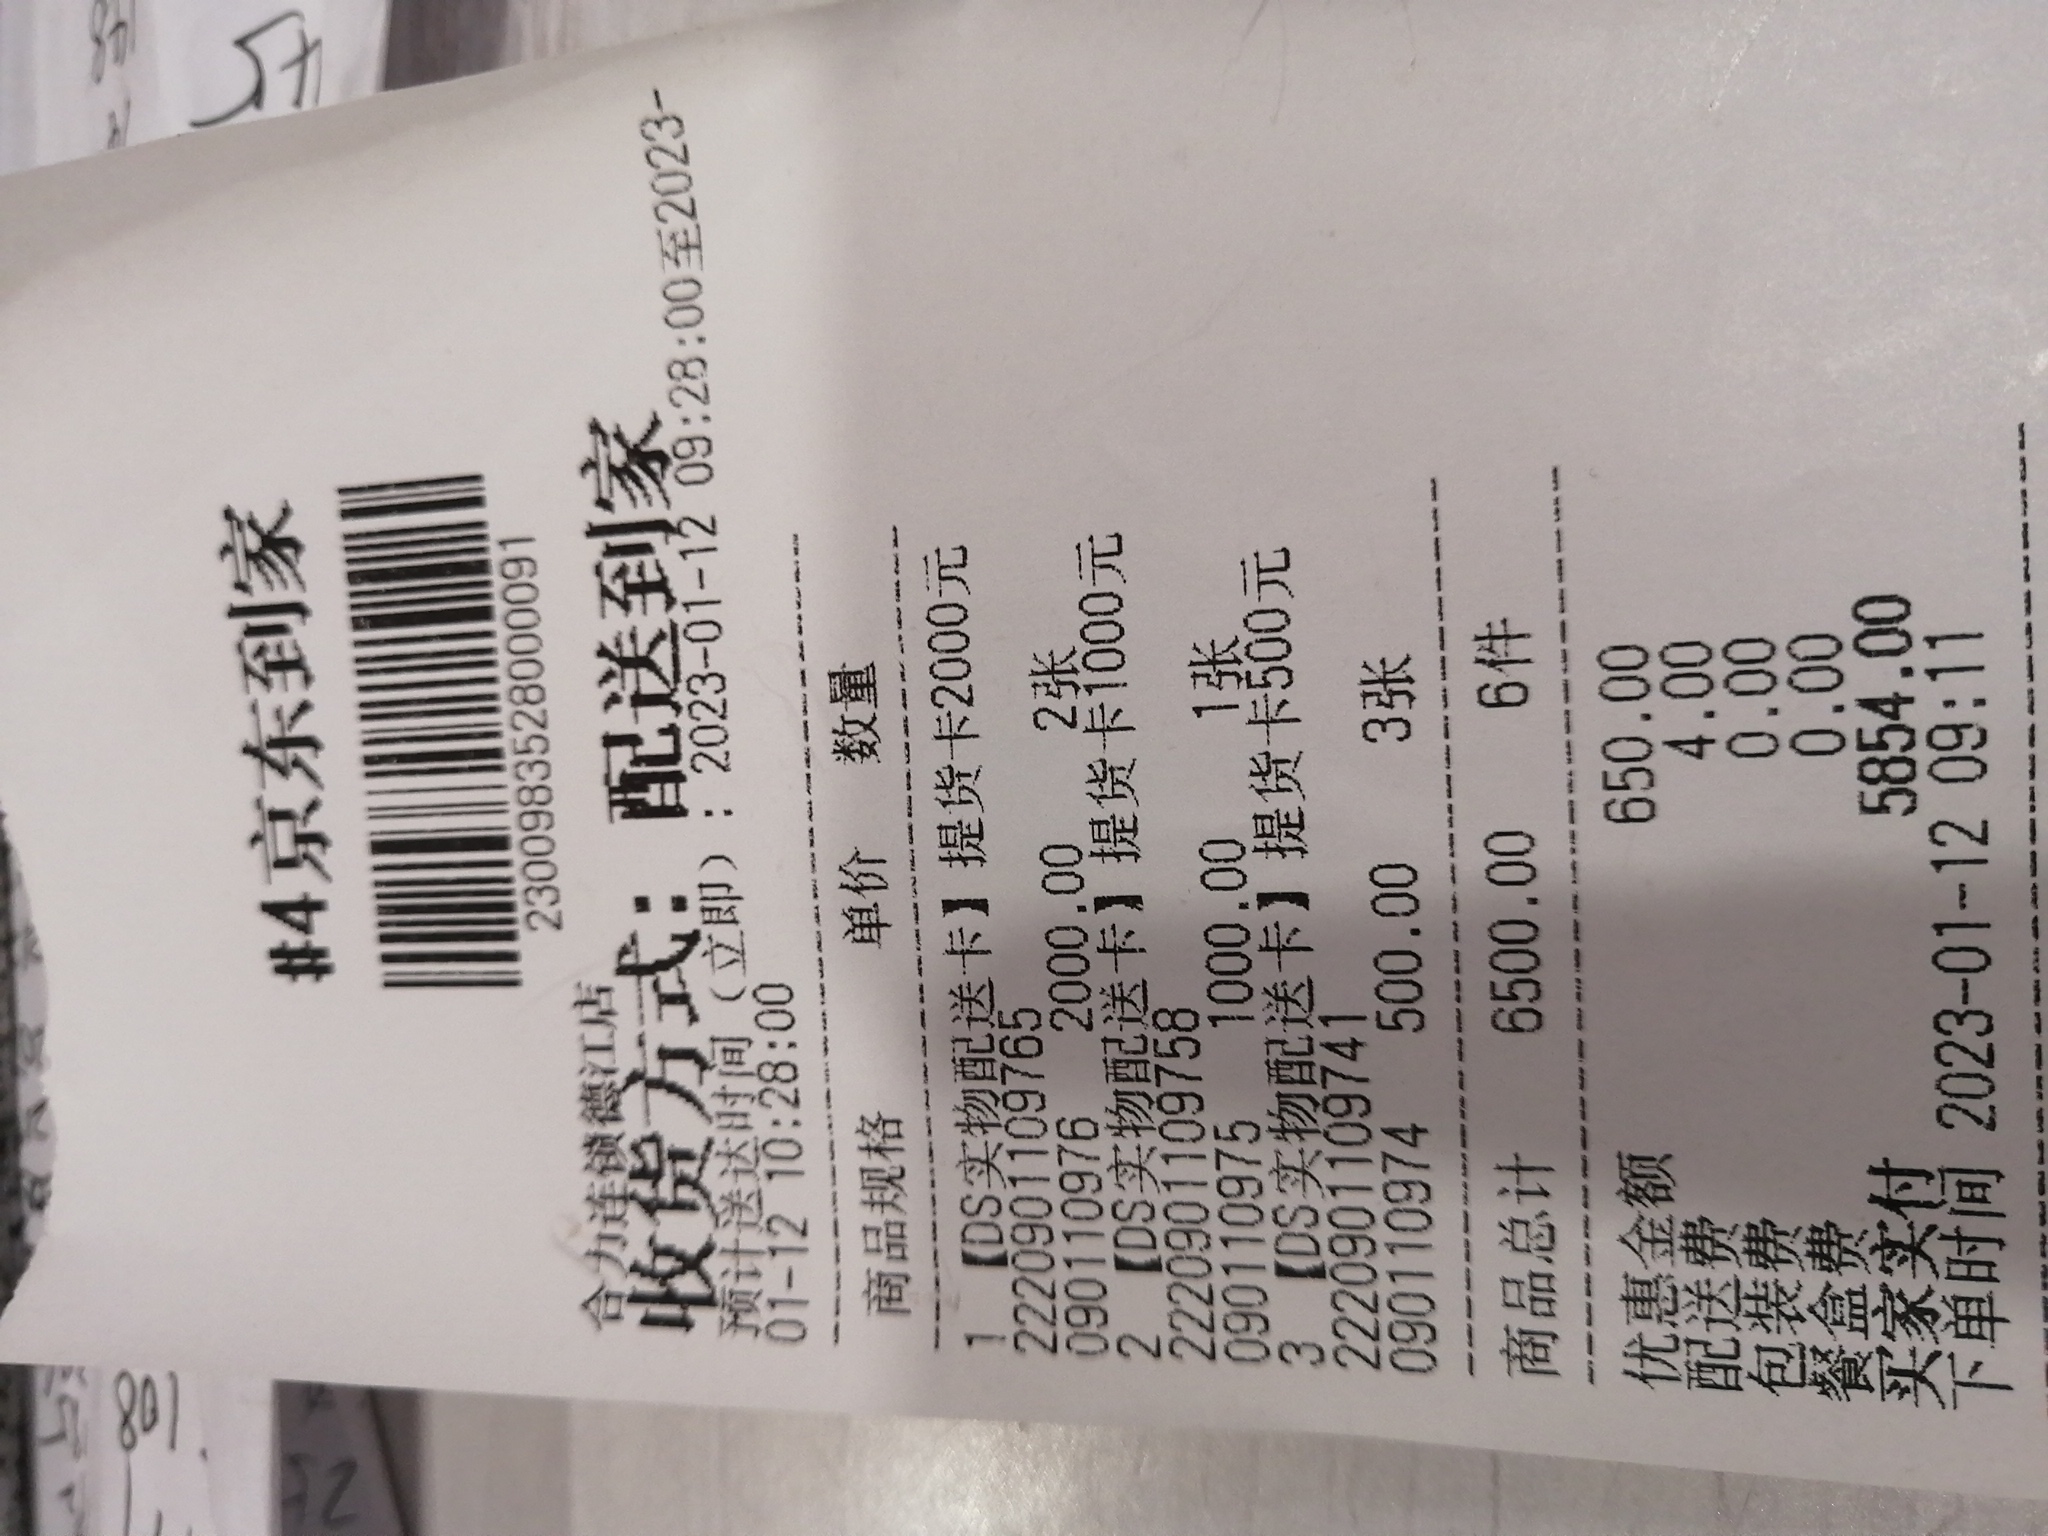 #4京东到家
2300983528000091
合力连锁德江店
收货方式：配送到家
预计送达时间（立即）：2023-01-12 09:28:00至2023-
01-12 10:28:00
商品规格 单价 数量
1 【DS实物配送卡】提货卡2000元
2220901109765
0901109976 2000.00 2张
2 【DS实物配送卡】提货卡1000元
2220901109758
090110975 1000.00 1张
3 【DS实物配送卡】提货卡500元
2220901109741
090110974 500.00 3张
商品总计 6500.00 6件
优惠金额 650.00
配送费 4.00
包装费 0.00
餐盒费 0.00
买家实付 5854.00
下单时间 2023-01-12 09:11